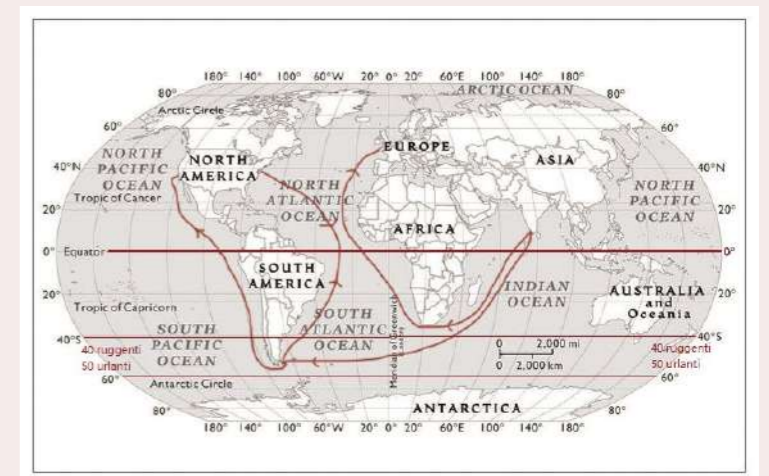 180° 140° 100° 60°W 20° 0° 20° 60°E 100° 140° 180°
ARCTIC OCEAN
80° 80°
Arctic Circle
60° 60°
NORTH
PACIFIC
OCEAN
NORTH
AMERICA
EUROPE
ASIA
40°N 40°N
NORTH
ATLANTIC
OCEAN
NORTH
PACIFIC
OCEAN
Tropic of Cancer
20° 20°
AFRICA
0° Equator 0°
SOUTH
AMERICA
INDIAN
OCEAN
AUSTRALIA
and
Oceania
20° 20°
Tropic of Capricorn
SOUTH
ATLANTIC
OCEAN
Meridian of Greenwich
SOUTH
PACIFIC
OCEAN
40°S 40°S
0 2,000 mi
0 2,000 km
40 ruggenti 40 ruggenti
50 urlanti 50 urlanti
60° 60°
Antarctic Circle
80° 80°
ANTARCTICA
180° 140° 100° 60°W 20° 0° 20° 60°E 100° 140° 180°